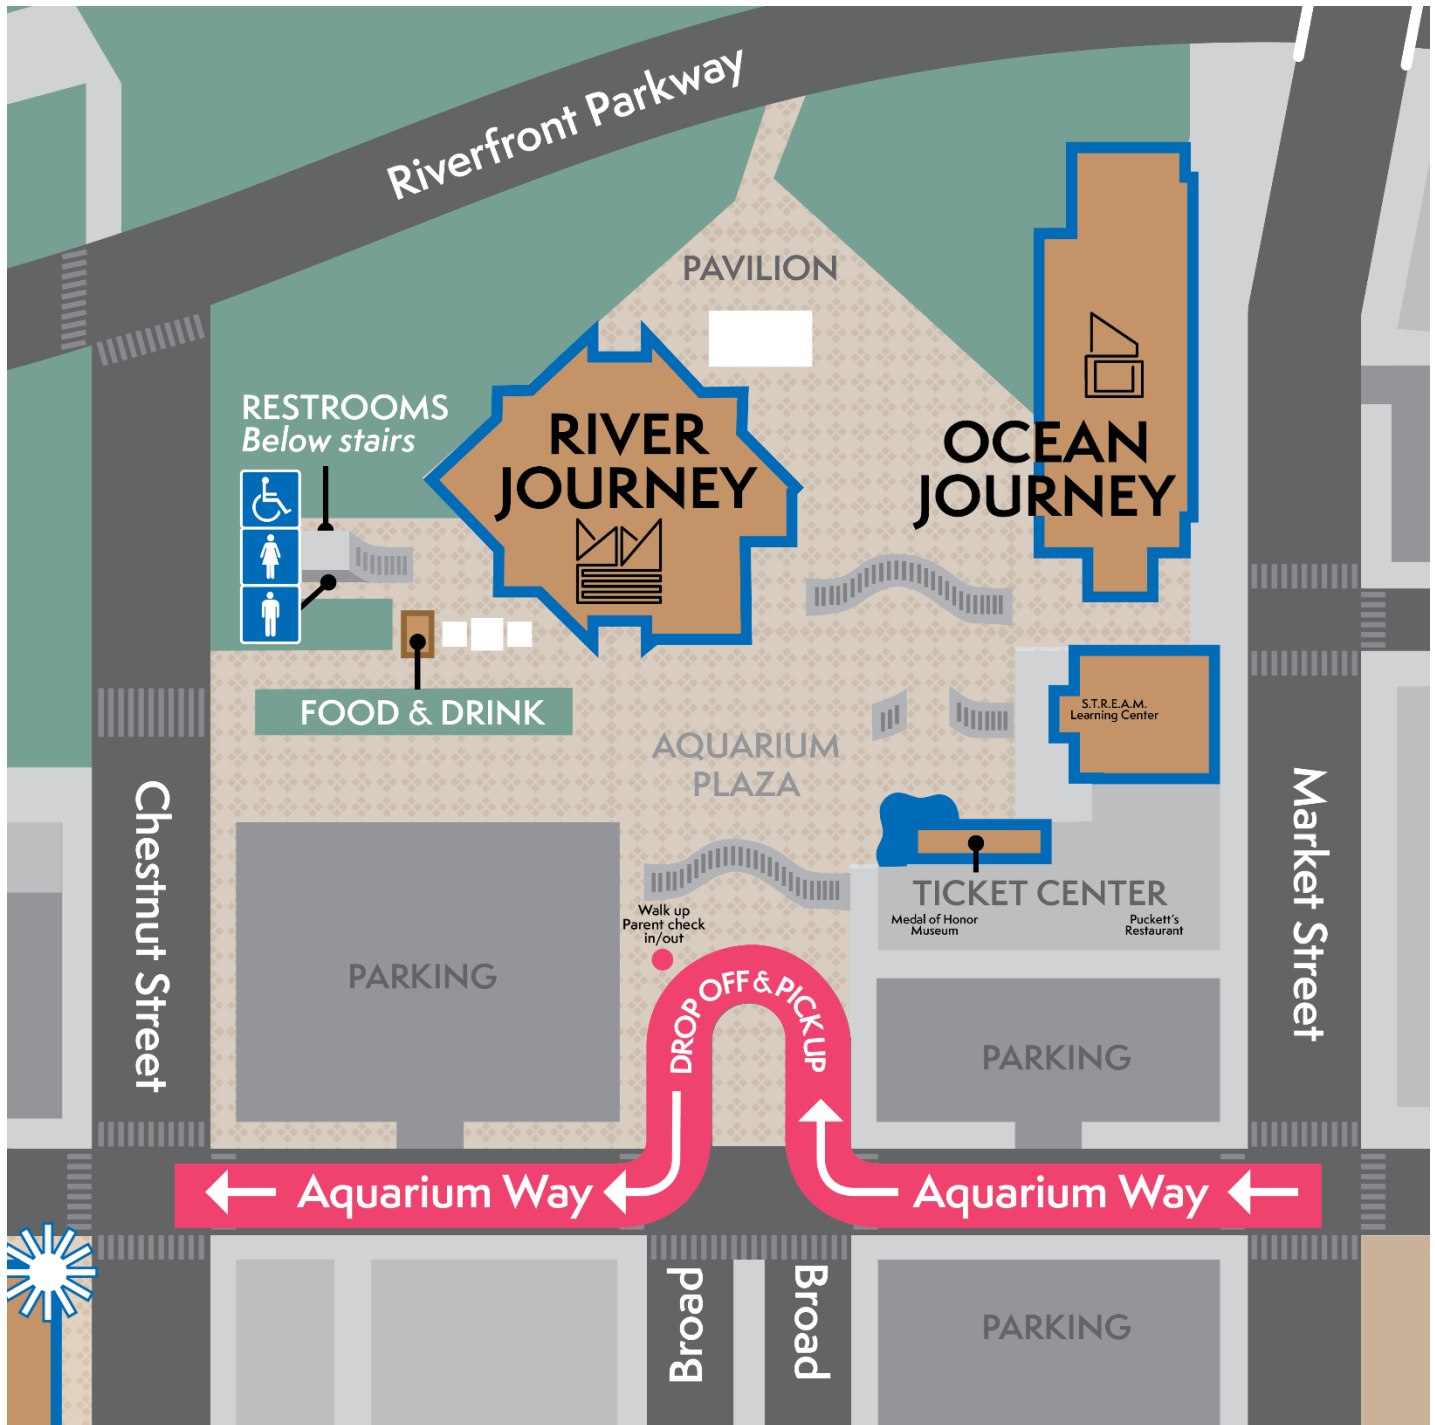 Riverfront Parkway
PAVILION
RESTROOMS
Below stairs
RIVER
JOURNEY
OCEAN
JOURNEY
FOOD & DRINK
S.T.R.E.A.M.
Learning Center
AQUARIUM
PLAZA
Chestnut Street
Market Street
TICKET CENTER
Medal of Honor
Museum
Puckett's
Restaurant
Walk up
Parent check
in/out
PARKING
DROP OFF & PICK UP
PARKING
Aquarium Way
Aquarium Way
Broad
Broad
PARKING